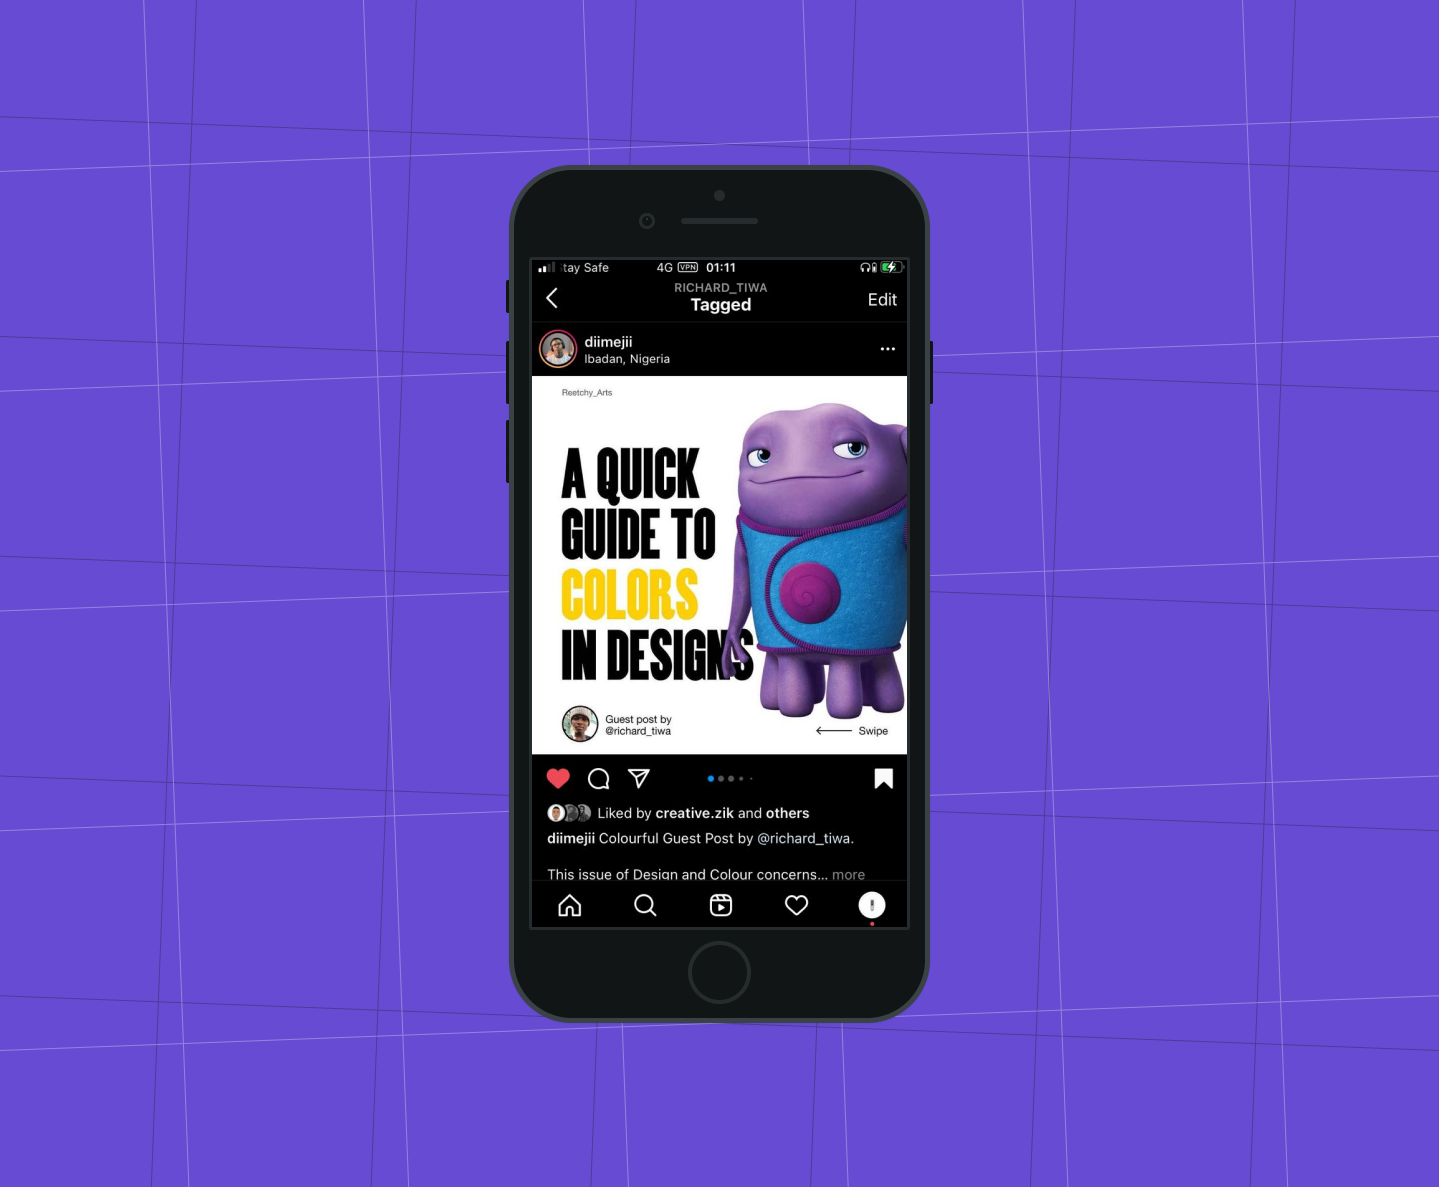 tay Safe 4G VPN 01:11
RICHARD_TIWA
Tagged
Edit
diimejii
Ibadan, Nigeria
Reetchy_Arts
A QUICK
GUIDE TO
COLORS
IN DESIGNS
Guest post by
@richard_tiwa
Swipe
Liked by creative.zik and others
diimejii Colourful Guest Post by @richard_tiwa.
This issue of Design and Colour concerns... more